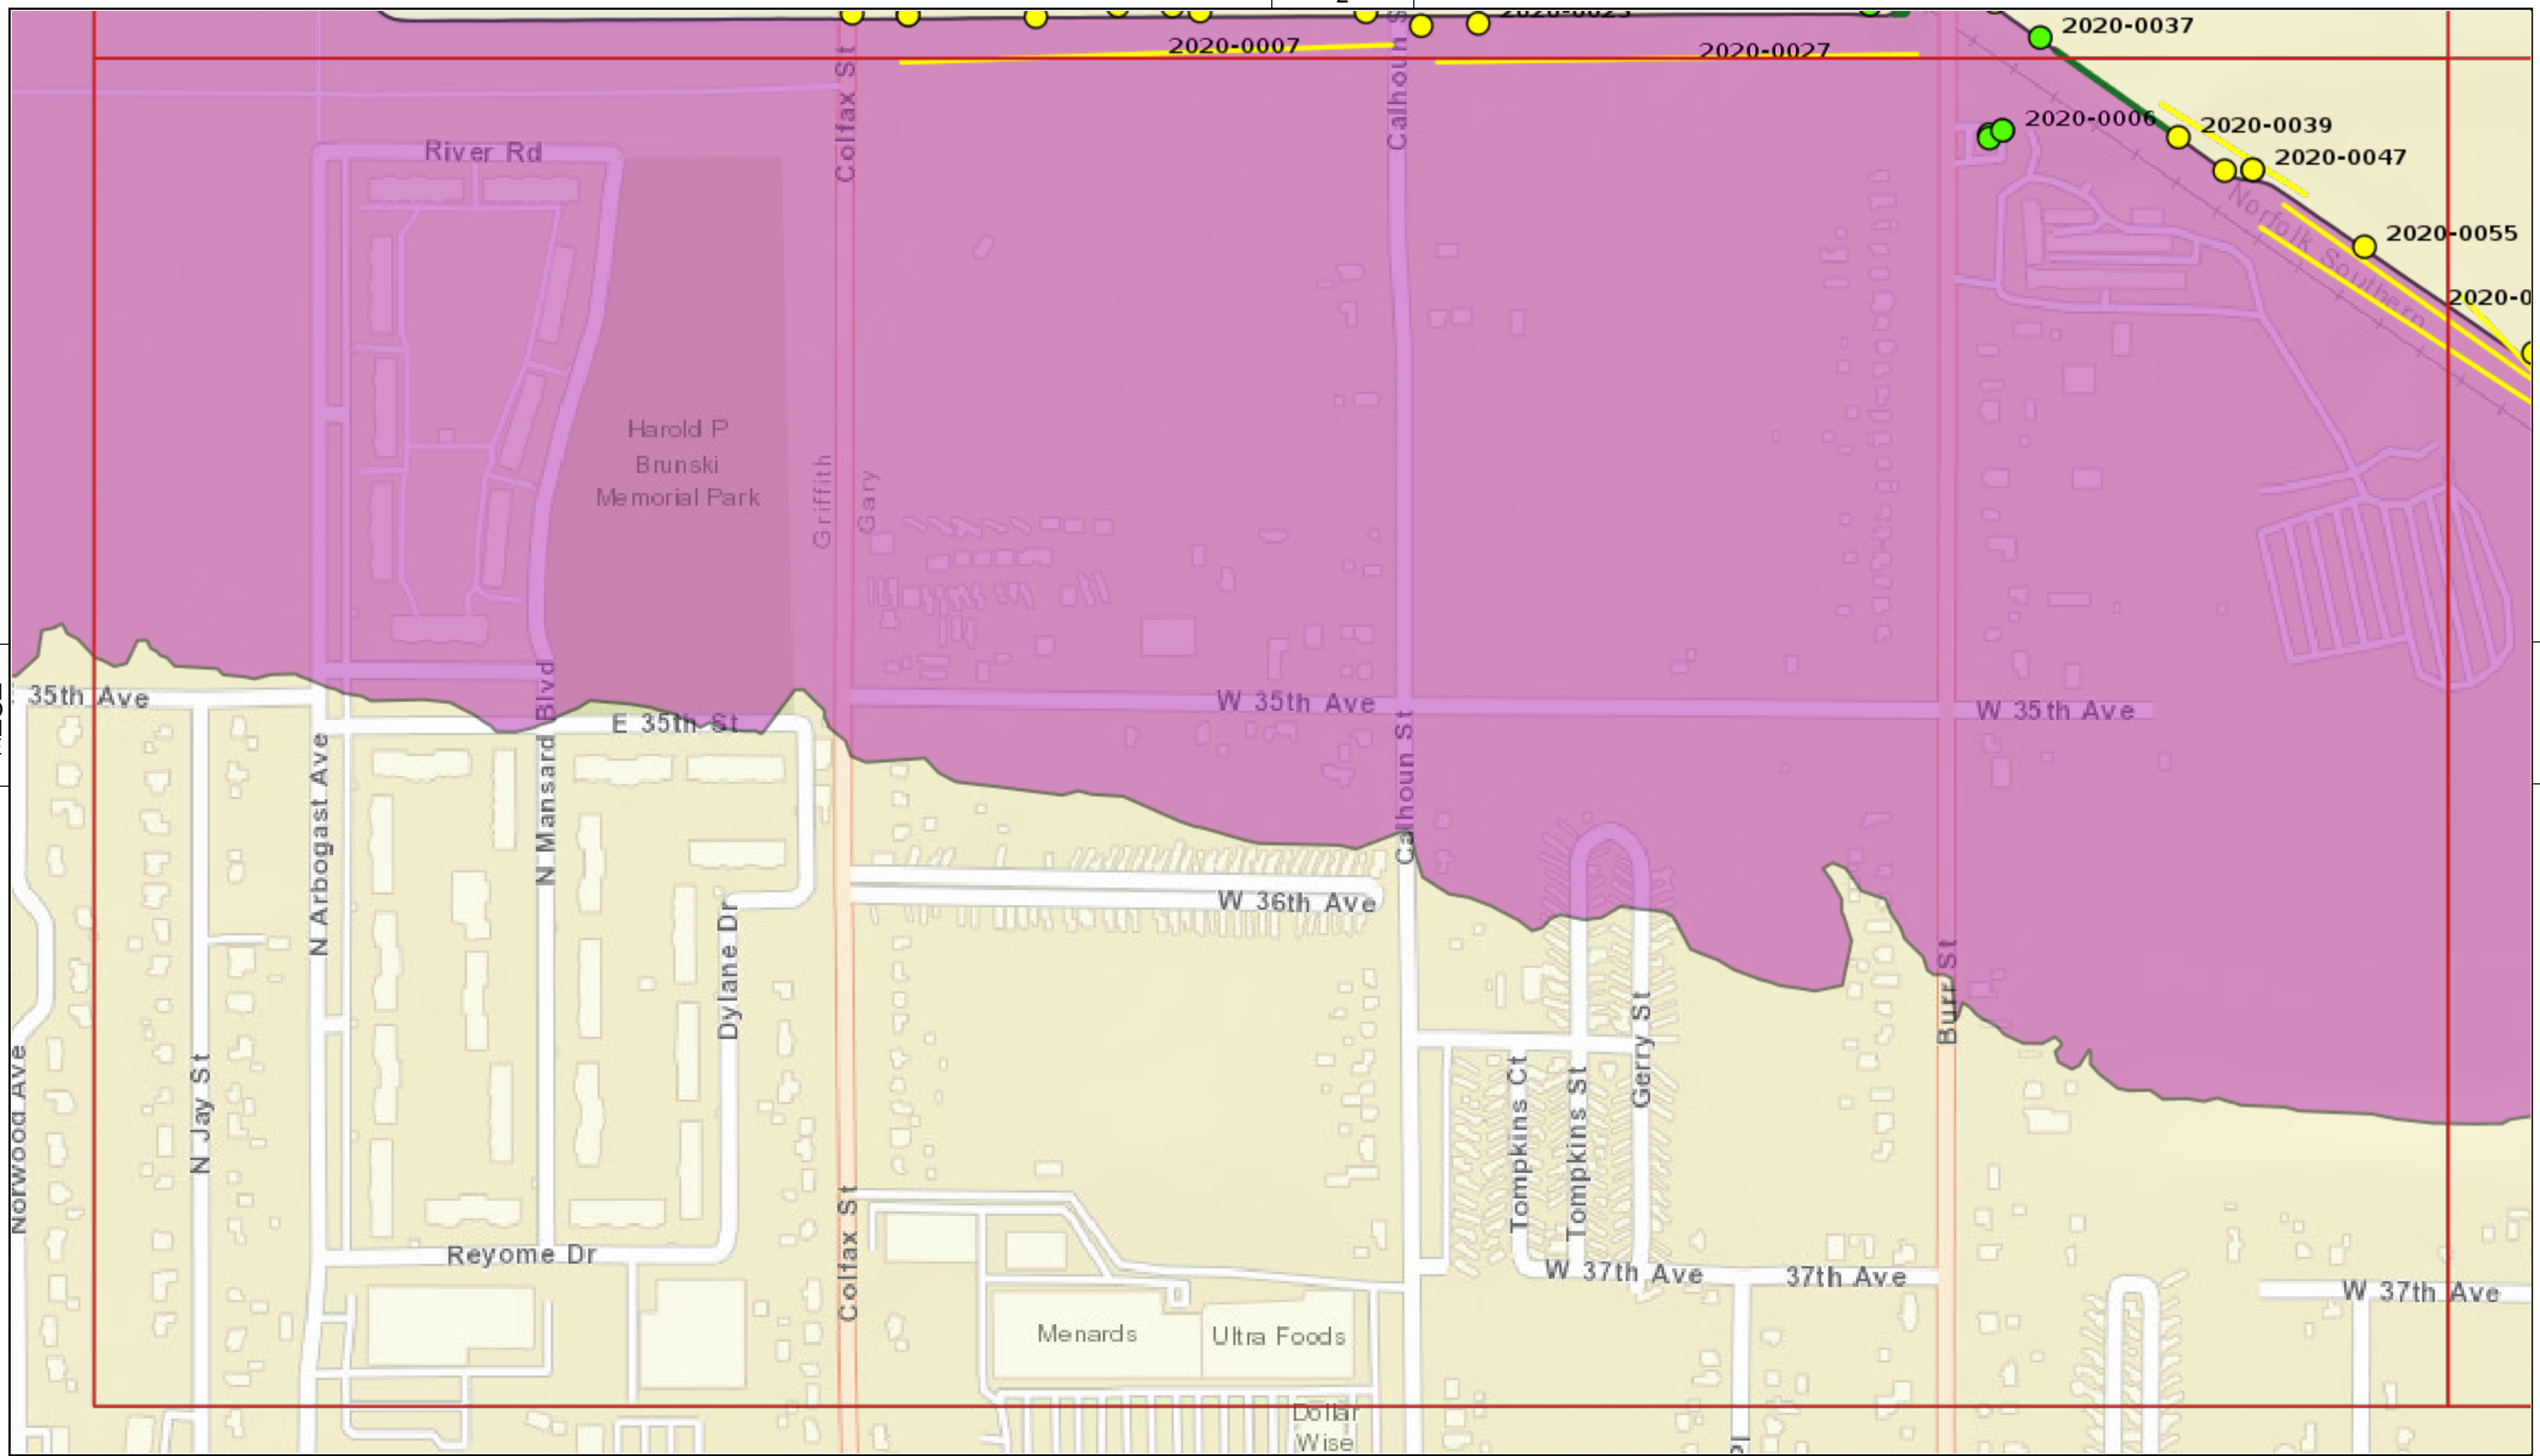 2020-0037
2020-0007
2020-0027
Colfax St
Calhoun S
2020-0006
2020-0039
2020-0047
River Rd
Norfolk Southern
2020-0055
2020-0
Harold P
Brunski
Memorial Park
Griffith
Gary
35th Ave
W 35th Ave
W 35th Ave
E 35th St
N Mansard Blvd
N Arbogast Ave
Calhoun St
W 36th Ave
Dylane Dr
Burr St
Gerry St
Norwood Ave
N Jay St
Tompkins Ct
Tompkins St
Colfax St
Reyome Dr
W 37th Ave
37th Ave
W 37th Ave
Menards
Ultra Foods
Dollar
Wise
Pl